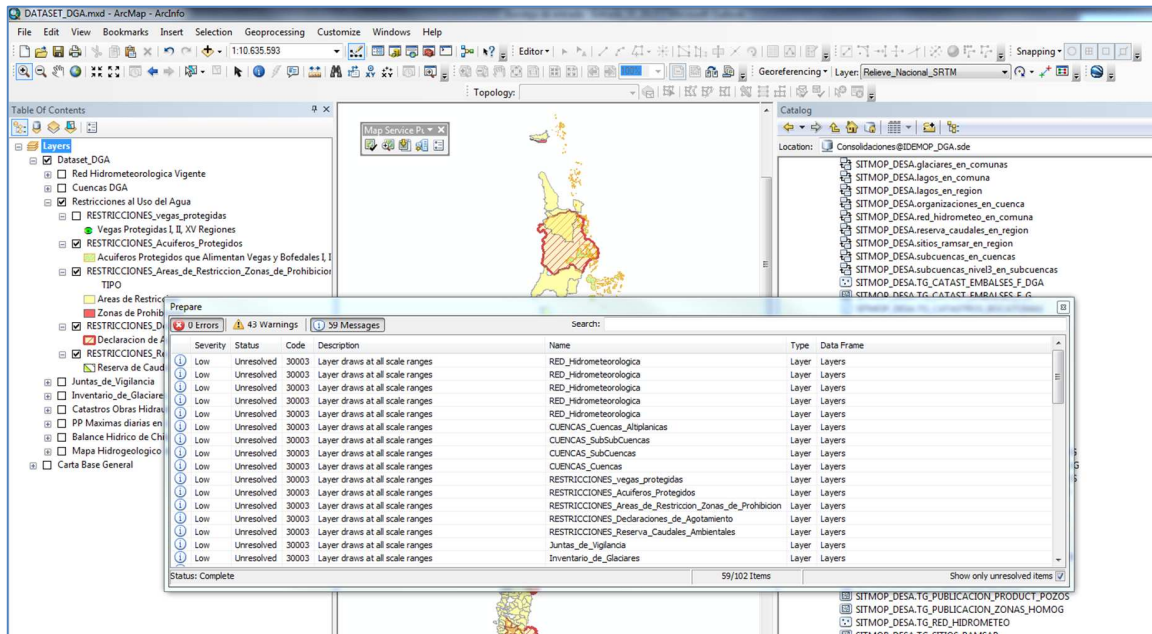 DATASET_DGA.mxd - ArcMap - ArcInfo
File Edit View Bookmarks Insert Selection Geoprocessing Customize Windows Help
1:10.635.593 Editor Snapping
100% Georeferencing Layer: Relieve_Nacional_SRTM
Topology:
Table Of Contents
Layers
Dataset_DGA
Red Hidrometeorologica Vigente
Cuencas DGA
Restricciones al Uso del Agua
RESTRICCIONES_vegas_protegidas
Vegas Protegidas I, II, XV Regiones
RESTRICCIONES_Acuiferos_Protegidos
Acuiferos Protegidos que Alimentan Vegas y Bofedales I, I
RESTRICCIONES_Areas_de_Restriccion_Zonas_de_Prohibicion
TIPO
Areas de Restricc
Zonas de Prohib
RESTRICCIONES_De
Declaracion de A
RESTRICCIONES_Re
Reserva de Caud
Juntas_de_Vigilancia
Inventario_de_Glaciare
Catastros Obras Hidrau
PP Maximas diarias en
Balance Hidrico de Chi
Mapa Hidrogeologico
Carta Base General
Map Service Pu
Catalog
Location: Consolidaciones@IDEMOP_DGA.sde
SITMOP_DESA.glaciares_en_comunas
SITMOP_DESA.lagos_en_comuna
SITMOP_DESA.lagos_en_region
SITMOP_DESA.organizaciones_en_cuenca
SITMOP_DESA.red_hidrometeo_en_comuna
SITMOP_DESA.reserva_caudales_en_region
SITMOP_DESA.sitios_ramsar_en_region
SITMOP_DESA.subcuencas_en_cuencas
SITMOP_DESA.subcuencas_nivel3_en_subcuencas
SITMOP_DESA.TG_CATAST_EMBALSES_F_DGA
SITMOP_DESA.TG_CATAST_EMBALSES_F_G
Prepare
0 Errors 43 Warnings 59 Messages Search:
Severity Status Code Description Name Type Data Frame
Low Unresolved 30003 Layer draws at all scale ranges RED_Hidrometeorologica Layer Layers
Low Unresolved 30003 Layer draws at all scale ranges RED_Hidrometeorologica Layer Layers
Low Unresolved 30003 Layer draws at all scale ranges RED_Hidrometeorologica Layer Layers
Low Unresolved 30003 Layer draws at all scale ranges RED_Hidrometeorologica Layer Layers
Low Unresolved 30003 Layer draws at all scale ranges RED_Hidrometeorologica Layer Layers
Low Unresolved 30003 Layer draws at all scale ranges CUENCAS_Cuencas_Altiplanicas Layer Layers
Low Unresolved 30003 Layer draws at all scale ranges CUENCAS_SubSubCuencas Layer Layers
Low Unresolved 30003 Layer draws at all scale ranges CUENCAS_SubCuencas Layer Layers
Low Unresolved 30003 Layer draws at all scale ranges CUENCAS_Cuencas Layer Layers
Low Unresolved 30003 Layer draws at all scale ranges RESTRICCIONES_vegas_protegidas Layer Layers
Low Unresolved 30003 Layer draws at all scale ranges RESTRICCIONES_Acuiferos_Protegidos Layer Layers
Low Unresolved 30003 Layer draws at all scale ranges RESTRICCIONES_Areas_de_Restriccion_Zonas_de_Prohibicion Layer Layers
Low Unresolved 30003 Layer draws at all scale ranges RESTRICCIONES_Declaraciones_de_Agotamiento Layer Layers
Low Unresolved 30003 Layer draws at all scale ranges RESTRICCIONES_Reserva_Caudales_Ambientales Layer Layers
Low Unresolved 30003 Layer draws at all scale ranges Juntas_de_Vigilancia Layer Layers
Low Unresolved 30003 Layer draws at all scale ranges Inventario_de_Glaciares Layer Layers
Status: Complete 59/102 Items Show only unresolved items
SITMOP_DESA.TG_PUBLICACION_PRODUCT_POZOS
SITMOP_DESA.TG_PUBLICACION_ZONAS_HOMOG
SITMOP_DESA.TG_RED_HIDROMETEO